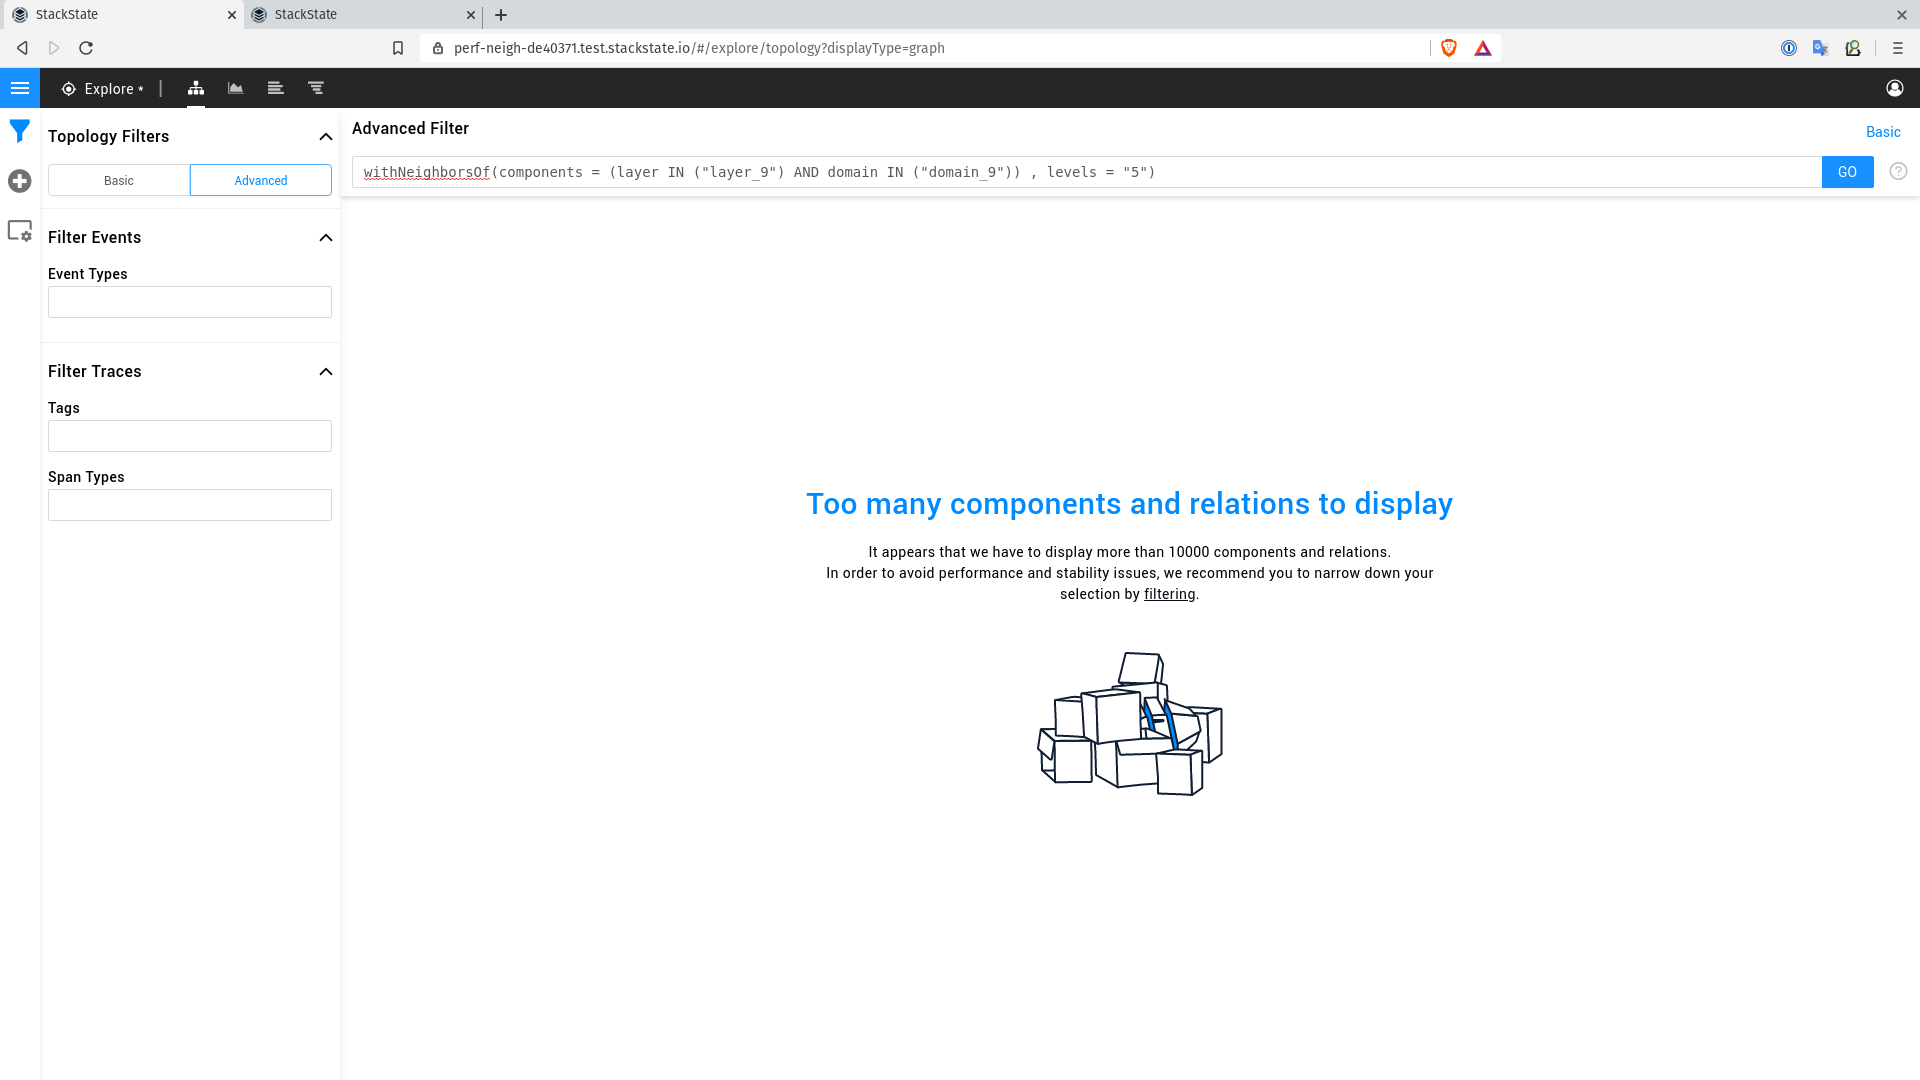 StackState
StackState
perf-neigh-de40371.test.stackstate.io/#/explore/topology?displayType=graph
Explore *
Topology Filters
Basic
Advanced
Filter Events
Event Types
Filter Traces
Tags
Span Types
Advanced Filter
Basic
withNeighborsOf(components = (layer IN ("layer_9") AND domain IN ("domain_9")) , levels = "5")
GO
?
Too many components and relations to display
It appears that we have to display more than 10000 components and relations.
In order to avoid performance and stability issues, we recommend you to narrow down your
selection by filtering.